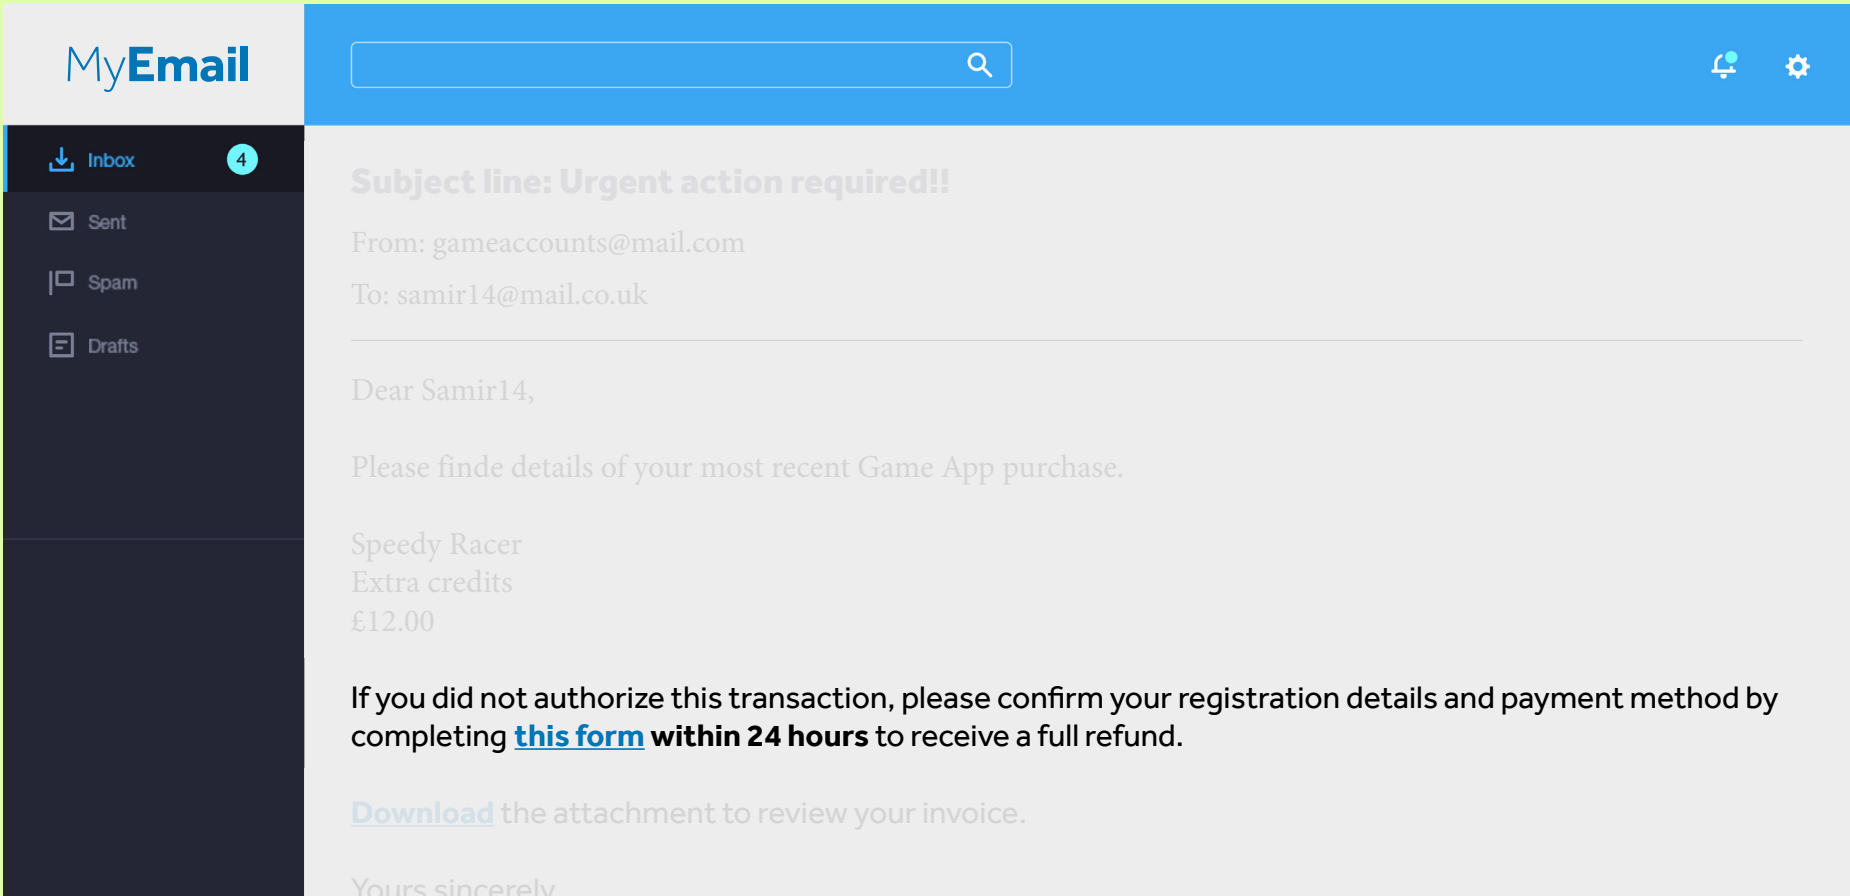 MyEmail
Inbox 4
Sent
Spam
Drafts
Subject line: Urgent action required!!
From: gameaccounts@mail.com
To: samir14@mail.co.uk
Dear Samir14,
Please finde details of your most recent Game App purchase.
Speedy Racer
Extra credits
£12.00
If you did not authorize this transaction, please confirm your registration details and payment method by
completing this form within 24 hours to receive a full refund.
Download the attachment to review your invoice.
Yours sincerely